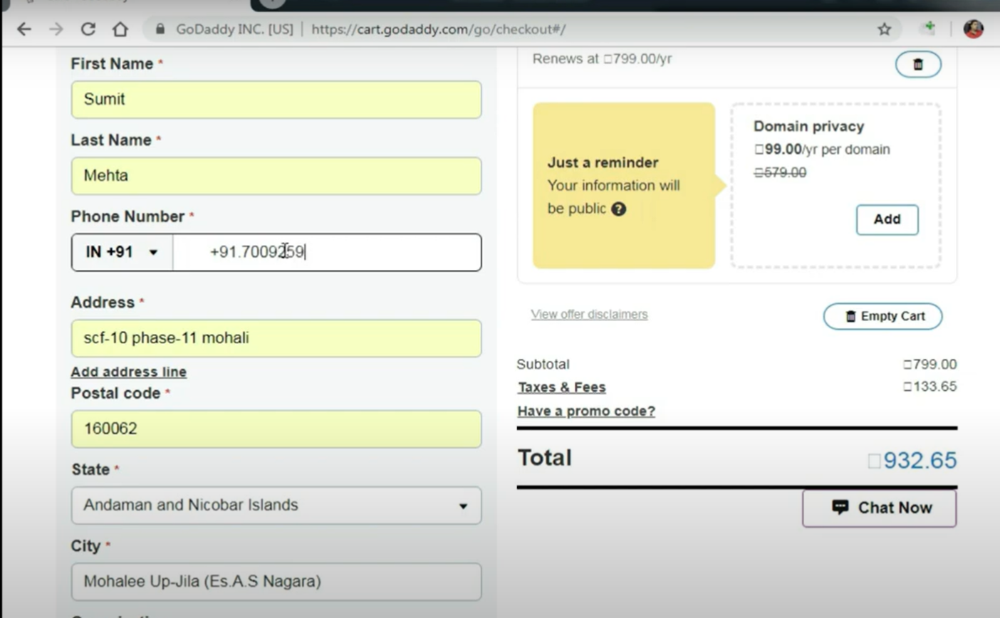 GoDaddy INC. [US] | https://cart.godaddy.com/go/checkout#/
First Name *
Sumit
Last Name *
Mehta
Phone Number *
IN +91
+91.7009259
Address *
scf-10 phase-11 mohali
Add address line
Postal code *
160062
State *
Andaman and Nicobar Islands
City *
Mohalee Up-Jila (Es.A.S Nagara)
Renews at □799.00/yr
Just a reminder
Your information will
be public ?
Domain privacy
□99.00/yr per domain
□579.00
Add
View offer disclaimers
Empty Cart
Subtotal □799.00
Taxes & Fees □133.65
Have a promo code?
Total □932.65
Chat Now